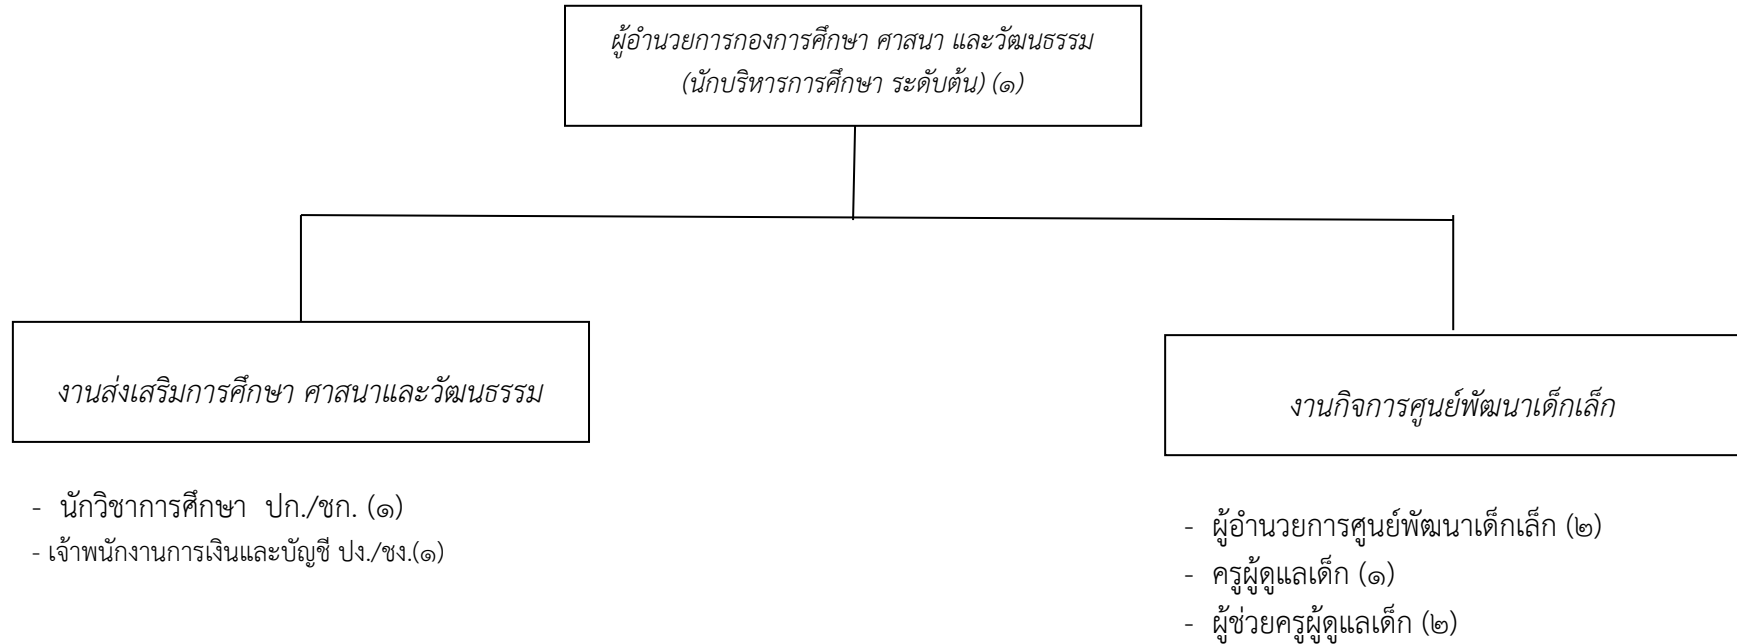 ผู้อำนวยการกองการศึกษา ศาสนา และวัฒนธรรม
(นักบริหารการศึกษา ระดับต้น) (๑)
งานส่งเสริมการศึกษา ศาสนาและวัฒนธรรม
- นักวิชาการศึกษา ปก./ชก. (๑)
- เจ้าพนักงานการเงินและบัญชี ปง./ชง.(๑)
งานกิจการศูนย์พัฒนาเด็กเล็ก
- ผู้อำนวยการศูนย์พัฒนาเด็กเล็ก (๒)
- ครูผู้ดูแลเด็ก (๑)
- ผู้ช่วยครูผู้ดูแลเด็ก (๒)